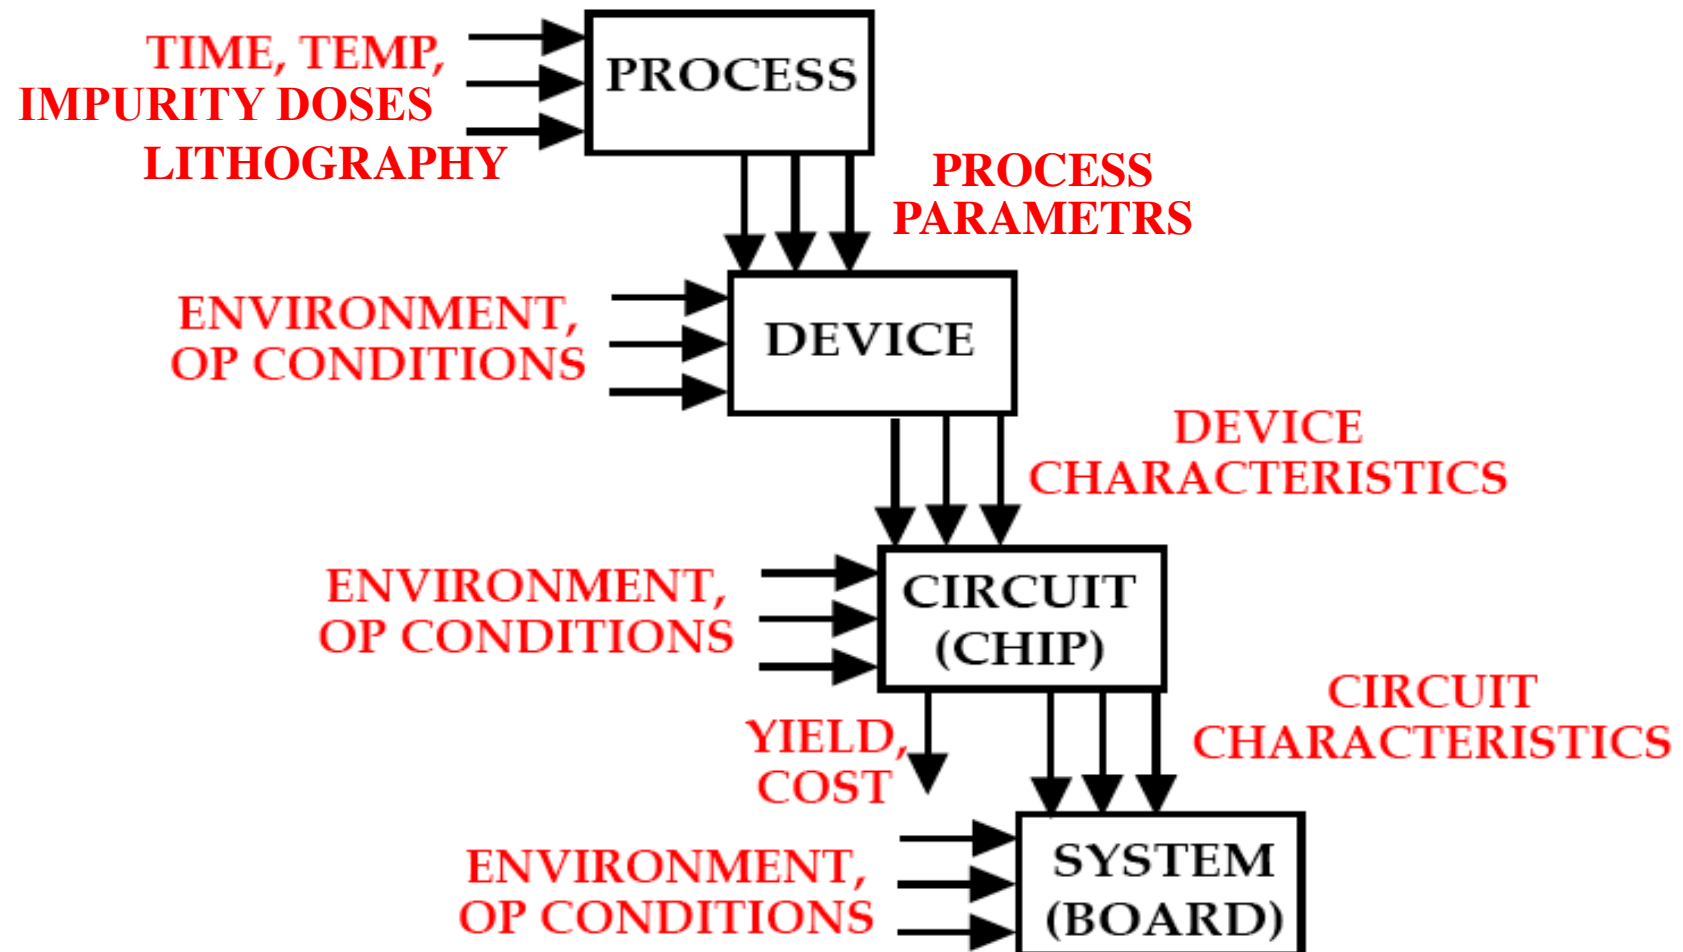 TIME, TEMP,
IMPURITY DOSES
LITHOGRAPHY
PROCESS
PROCESS
PARAMETRS
ENVIRONMENT,
OP CONDITIONS
DEVICE
DEVICE
CHARACTERISTICS
ENVIRONMENT,
OP CONDITIONS
CIRCUIT
(CHIP)
YIELD,
COST
CIRCUIT
CHARACTERISTICS
ENVIRONMENT,
OP CONDITIONS
SYSTEM
(BOARD)